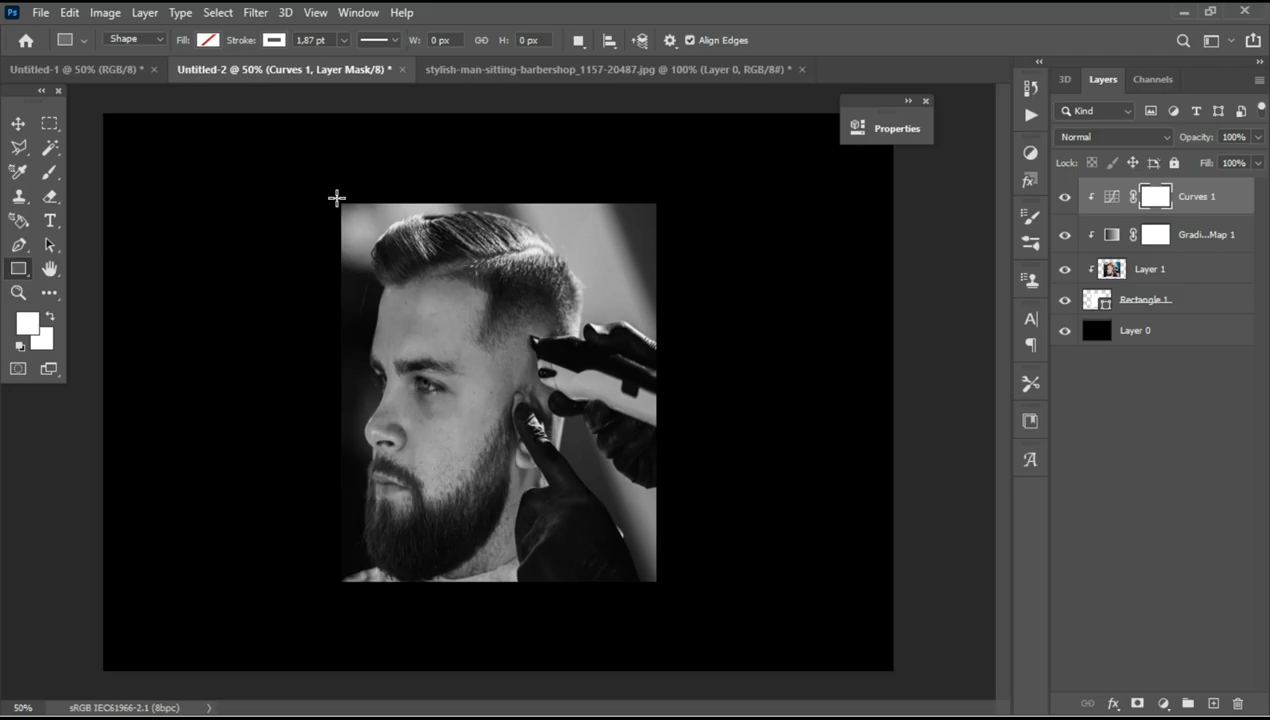 Ps File Edit Image Layer Type Select Filter 3D View Window Help
Shape Fill: Stroke: 1,87 pt W: 0 px H: 0 px Align Edges
Untitled-1 @ 50% (RGB/8) * × Untitled-2 @ 50% (Curves 1, Layer Mask/8) * × stylish-man-sitting-barbershop_1157-20487.jpg @ 100% (Layer 0, RGB/8#) * ×
3D Layers Channels
Kind
Properties
Normal Opacity: 100%
Lock: Fill: 100%
Curves 1
Gradi...Map 1
Layer 1
Rectangle 1
Layer 0
50% sRGB IEC61966-2.1 (8bpc)